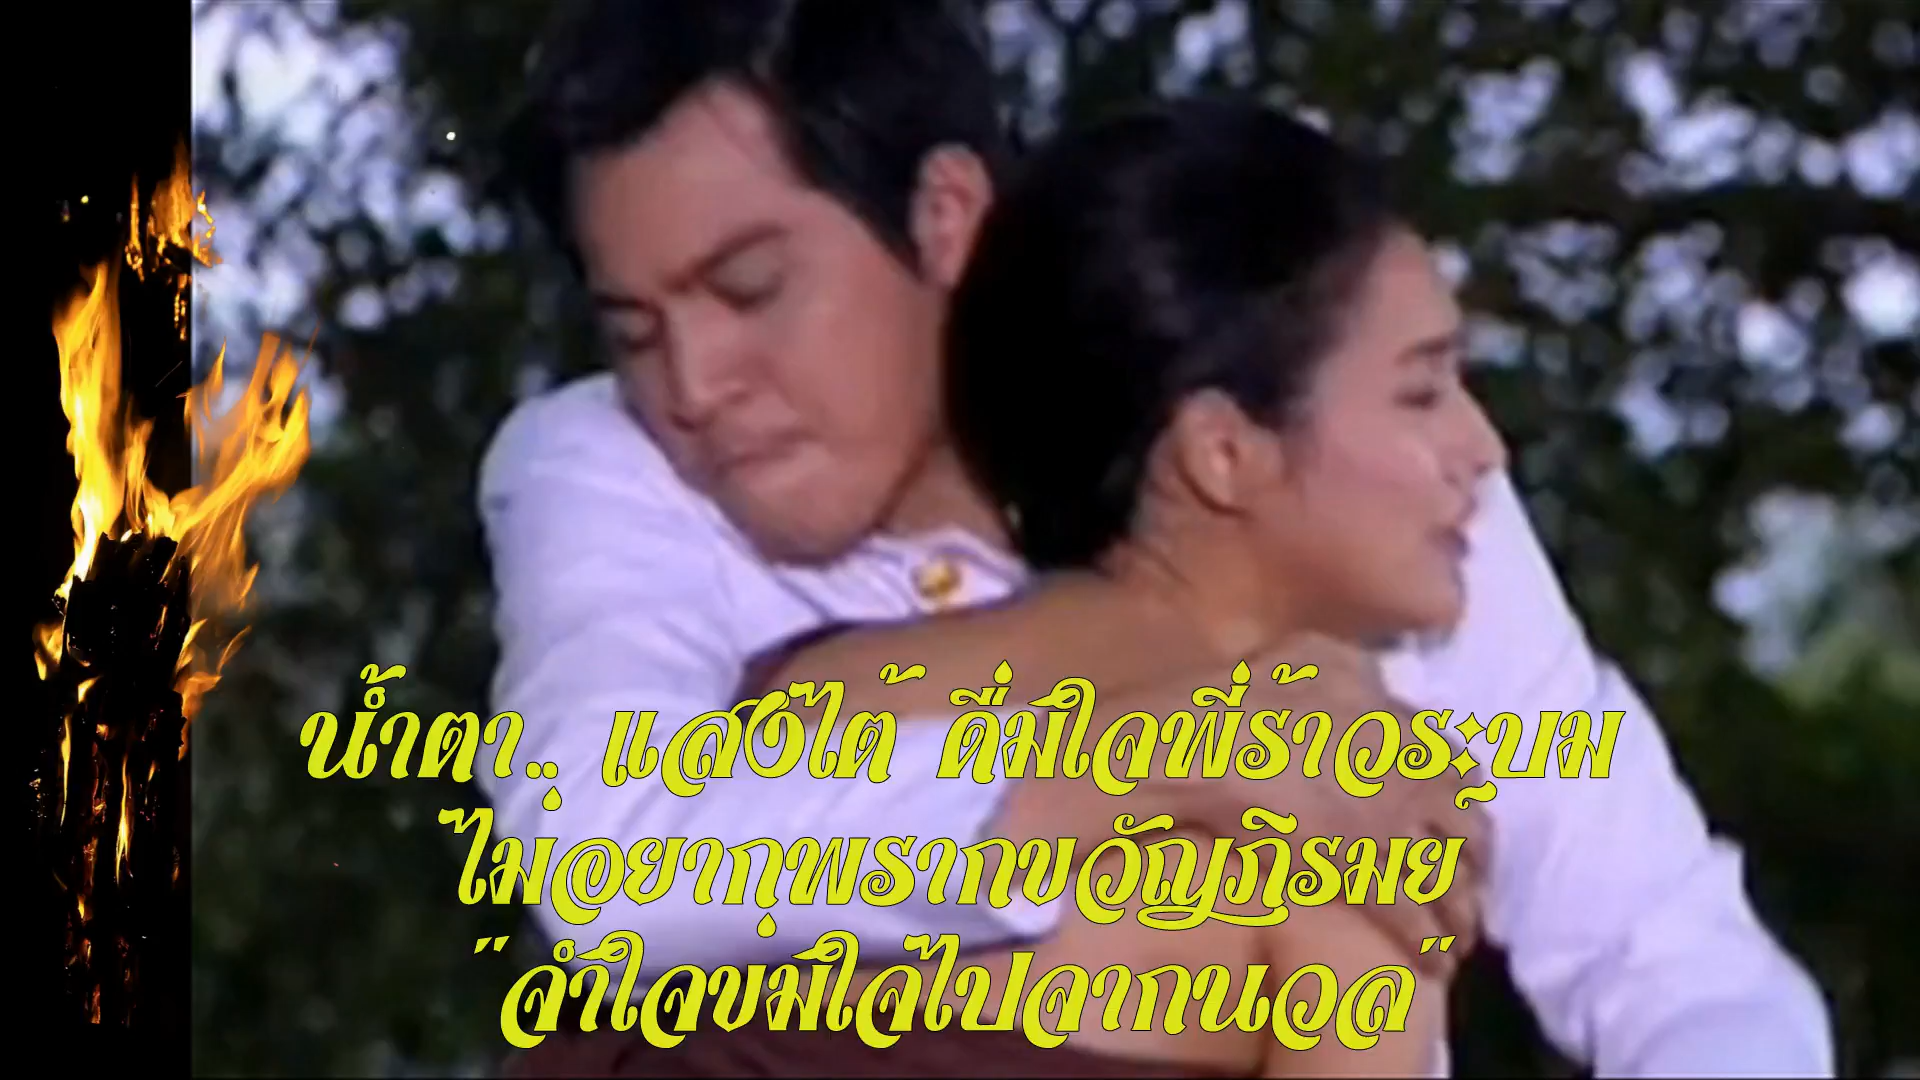 น้ำตา.. แสงไต้ ดื่มใจพี่ร้าวระบม
ไม่อยากพรากขวัญภิรมย์
"จำใจข่มใจไปจากนวล"